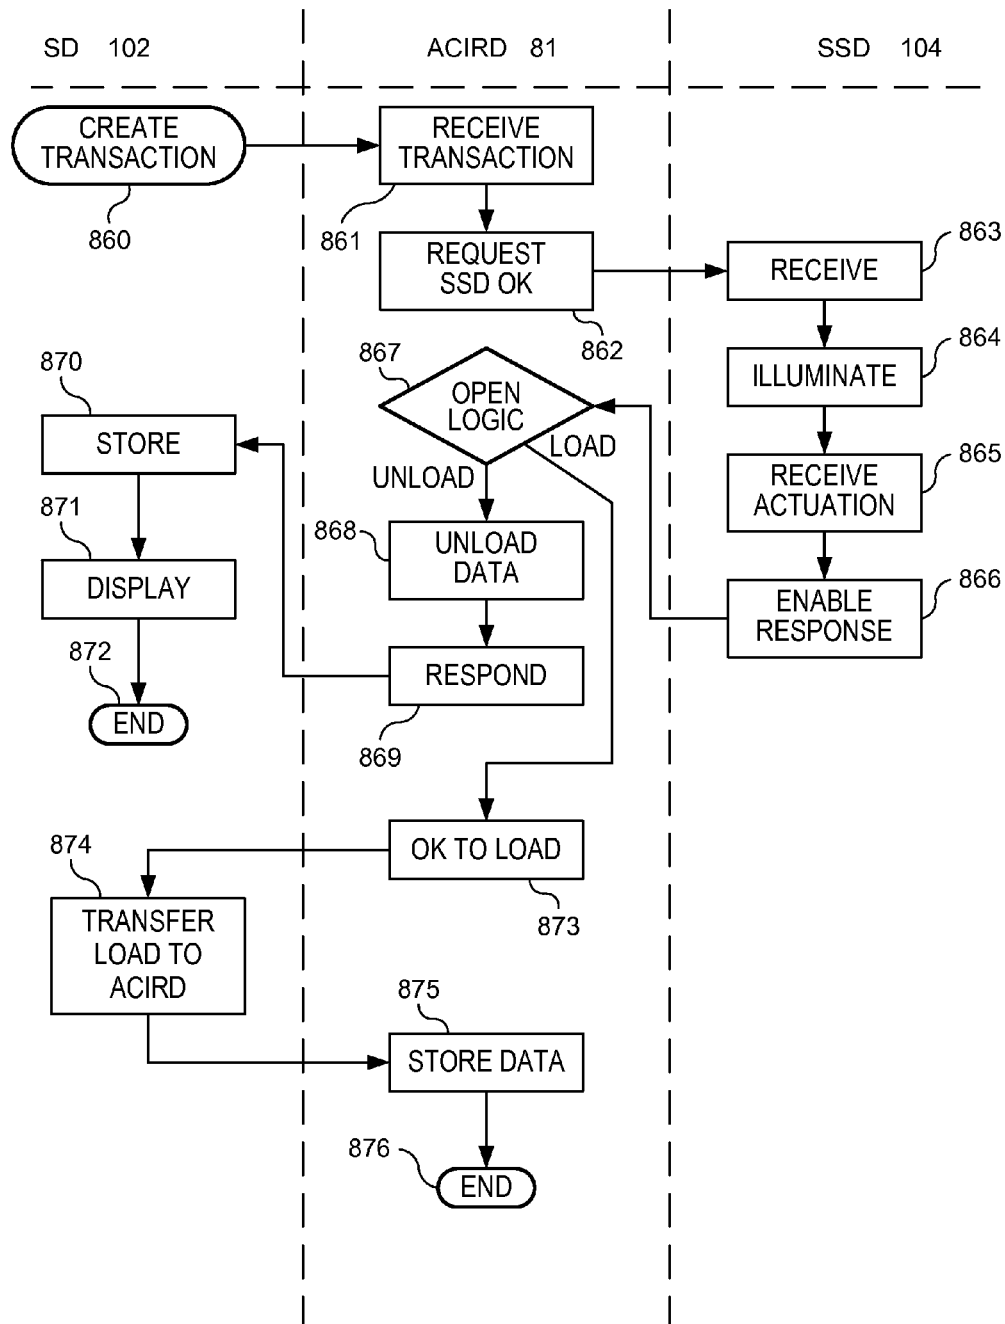 SD 102
ACIRD 81
SSD 104
CREATE
TRANSACTION
860
RECEIVE
TRANSACTION
861
REQUEST
SSD OK
862
RECEIVE
863
ILLUMINATE
864
RECEIVE
ACTUATION
865
ENABLE
RESPONSE
866
867
OPEN
LOGIC
LOAD
UNLOAD
868
UNLOAD
DATA
RESPOND
869
870
STORE
871
DISPLAY
872
END
OK TO LOAD
873
874
TRANSFER
LOAD TO
ACIRD
875
STORE DATA
876
END